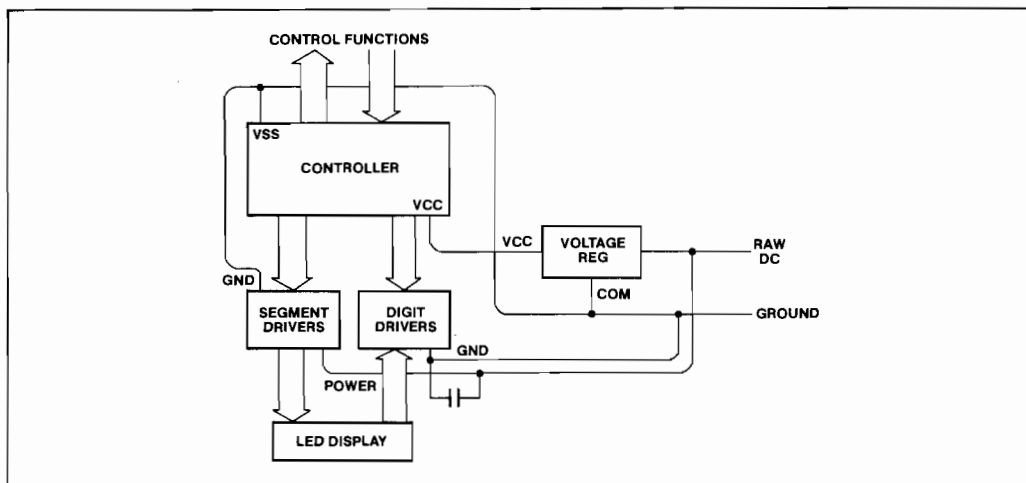 CONTROL FUNCTIONS
VSS
CONTROLLER
VCC
VCC
VOLTAGE
REG
RAW
DC
COM
GND
SEGMENT
DRIVERS
DIGIT
DRIVERS
GROUND
GND
POWER
LED DISPLAY